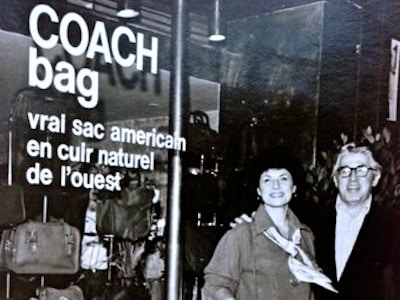 COACH
bag
vrai sac americain
en cuir naturel
de l'ouest